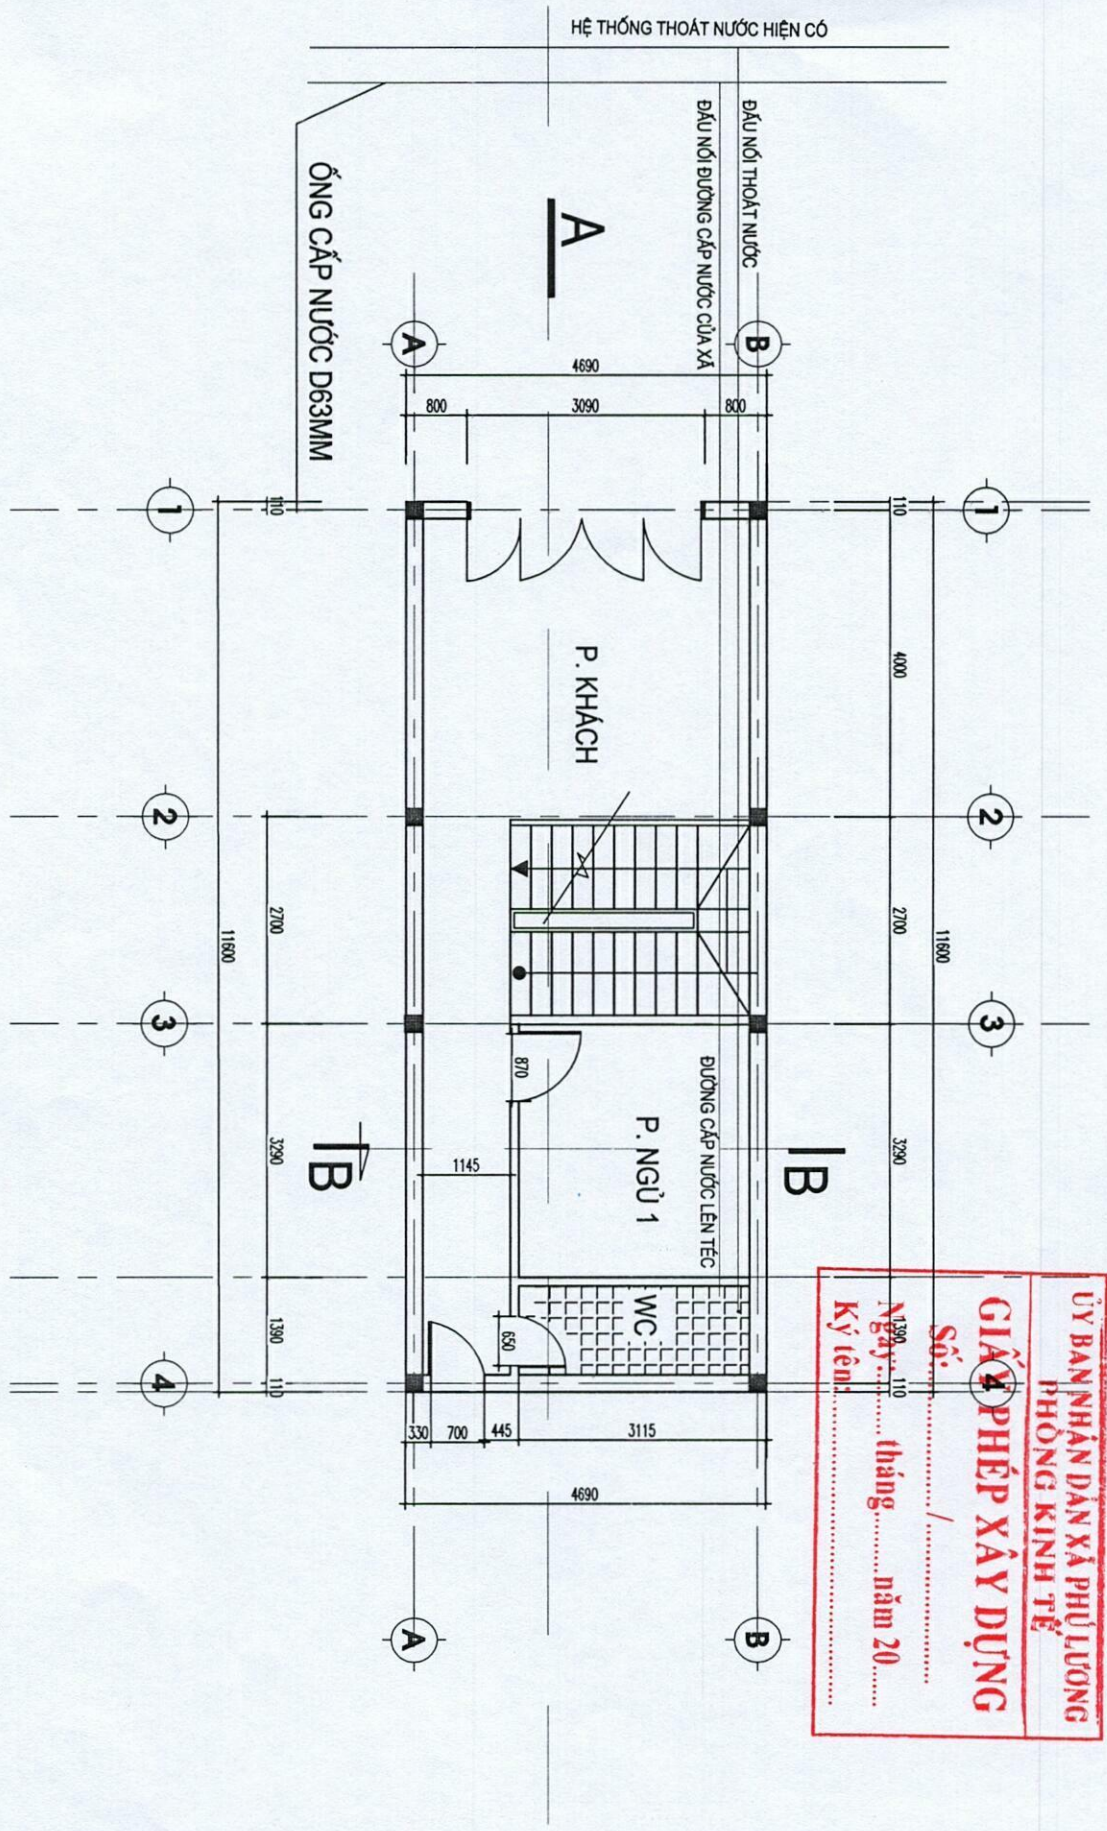 HỆ THỐNG THOÁT NƯỚC HIỆN CÓ
ĐẤU NỐI THOÁT NƯỚC
ĐẤU NỐI ĐƯỜNG CẤP NƯỚC CỦA XÃ
ỐNG CẤP NƯỚC D63MM
A
A
B
4690
800
3090
800
1
110
110
1
4000
P. KHÁCH
2
2
2700
2700
11600
11600
3
3
870
ĐƯỜNG CẤP NƯỚC LÊN TÉC
P. NGỦ 1
3290
3290
1145
B
B
WC
650
1390
1390
4
110
110
4
330
700
445
3115
4690
A
B
ỦY BAN NHÂN DÂN XÃ PHÚ LƯƠNG
PHÒNG KINH TẾ
GIẤY PHÉP XÂY DỰNG
Số:................/................
Ngày.........tháng.........năm 20......
Ký tên:................................